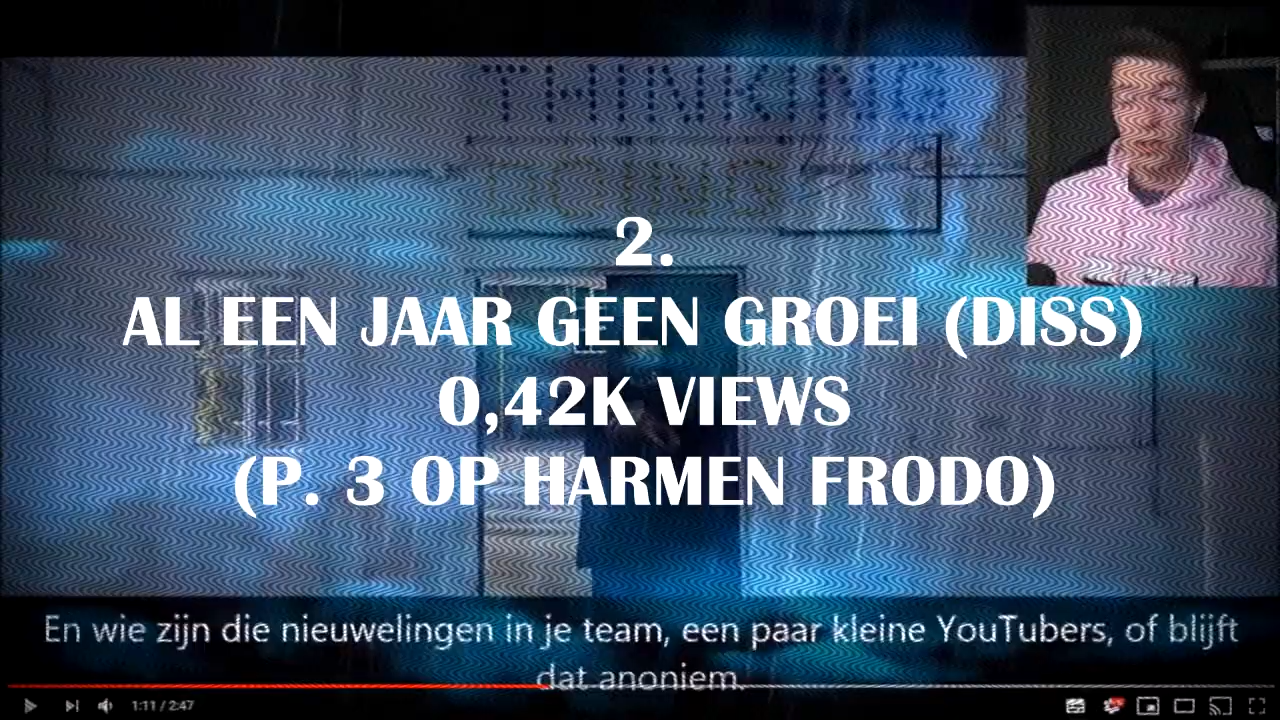 THINKING
2.
AL EEN JAAR GEEN GROEI (DISS)
0,42K VIEWS
(P. 3 OP HARMEN FRODO)
En wie zijn die nieuwelingen in je team, een paar kleine YouTubers, of blijft
dat anoniem.
1:11 / 2:47